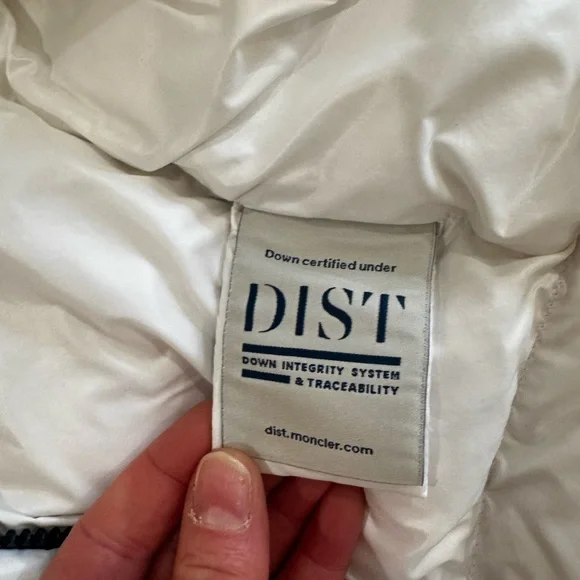 Down certified under
DIST
DOWN INTEGRITY SYSTEM
& TRACEABILITY
dist.moncler.com